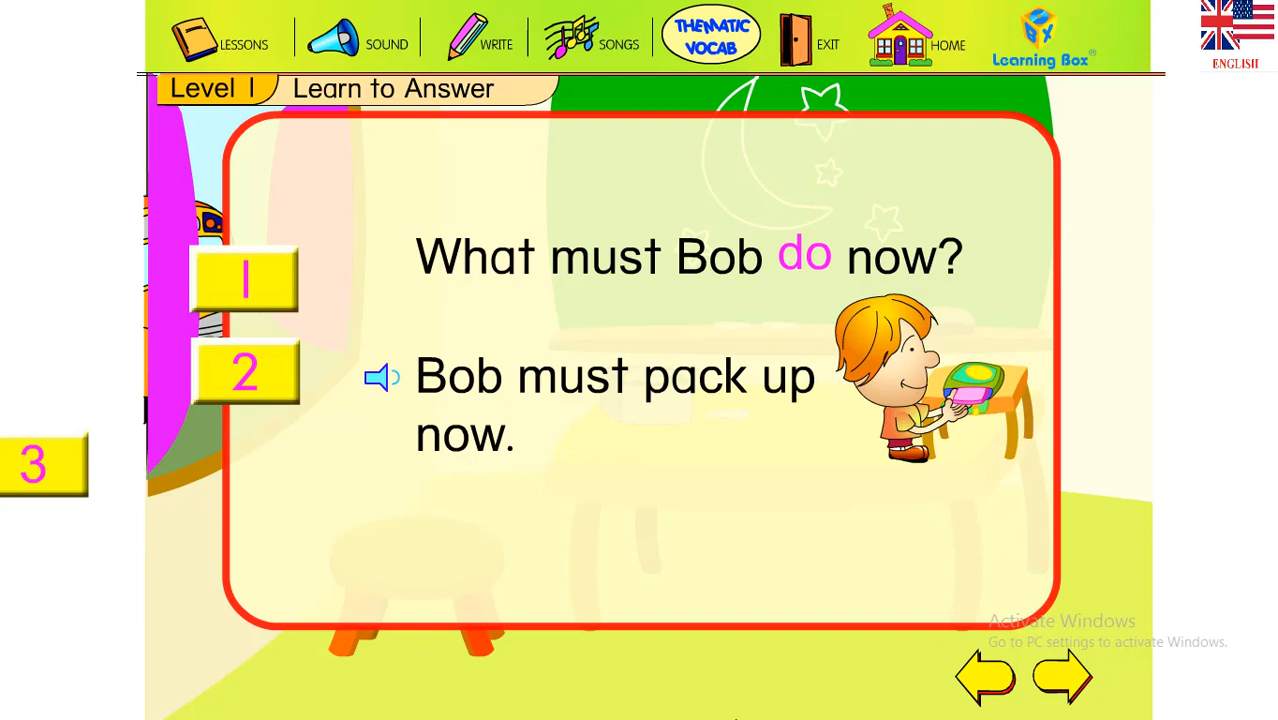 LESSONS
SOUND
WRITE
SONGS
THEMATIC
VOCAB
EXIT
HOME
Learning Box®
ENGLISH
Level 1
Learn to Answer
What must Bob do now?
1
2
3
Bob must pack up
now.
Activate Windows
Go to PC settings to activate Windows.